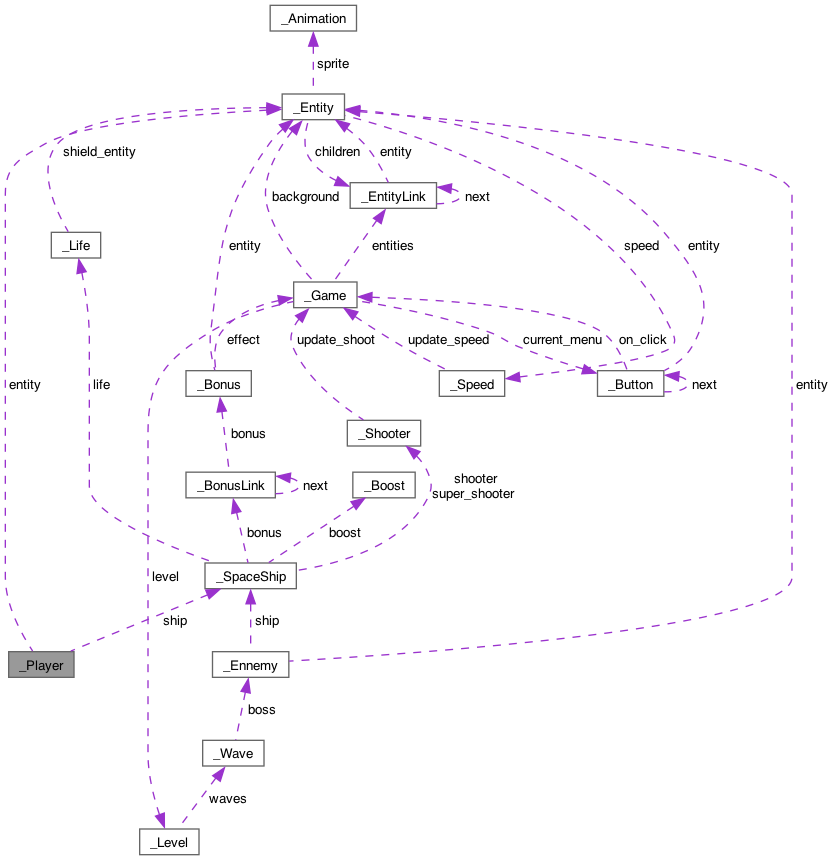 _Animation
sprite
_Entity
shield_entity
children
entity
_EntityLink
next
background
_Life
entity
entities
speed
entity
_Game
effect
update_shoot
update_speed
current_menu
on_click
entity
life
_Bonus
_Speed
_Button
next
entity
bonus
_Shooter
_BonusLink
next
_Boost
shooter
super_shooter
bonus
boost
level
_SpaceShip
ship
ship
_Player
_Ennemy
boss
_Wave
waves
_Level